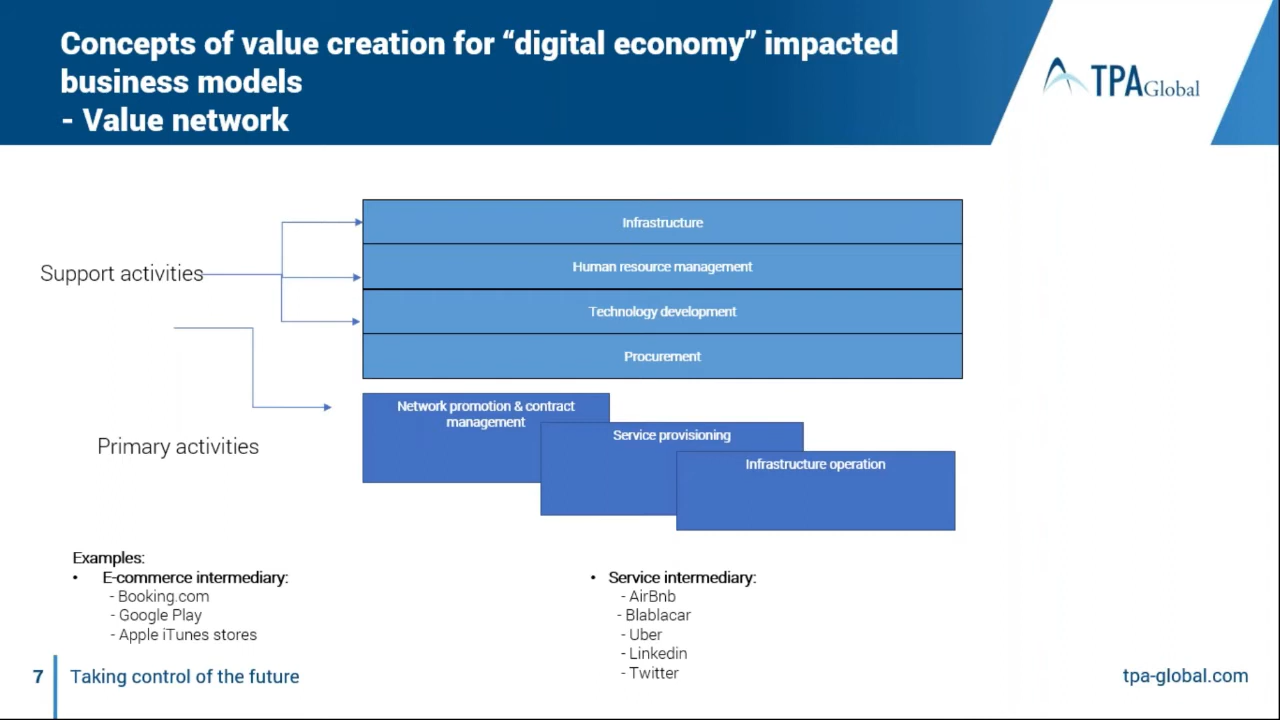 Concepts of value creation for “digital economy” impacted
business models
- Value network
TPA Global
Support activities
Infrastructure
Human resource management
Technology development
Procurement
Primary activities
Network promotion & contract
management
Service provisioning
Infrastructure operation
Examples:
• E-commerce intermediary:
- Booking.com
- Google Play
- Apple iTunes stores
• Service intermediary:
- AirBnb
- Blablacar
- Uber
- Linkedin
- Twitter
7 Taking control of the future
tpa-global.com